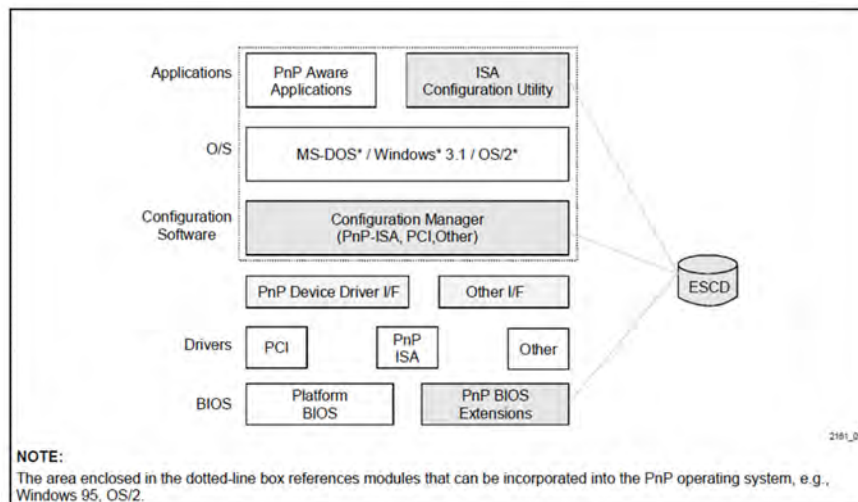 Applications
PnP Aware
Applications
ISA
Configuration Utility
O/S
MS-DOS* / Windows* 3.1 / OS/2*
Configuration
Software
Configuration Manager
(PnP-ISA, PCI,Other)
ESCD
PnP Device Driver I/F
Other I/F
Drivers
PCI
PnP
ISA
Other
BIOS
Platform
BIOS
PnP BIOS
Extensions
NOTE:
The area enclosed in the dotted-line box references modules that can be incorporated into the PnP operating system, e.g.,
Windows 95, OS/2.